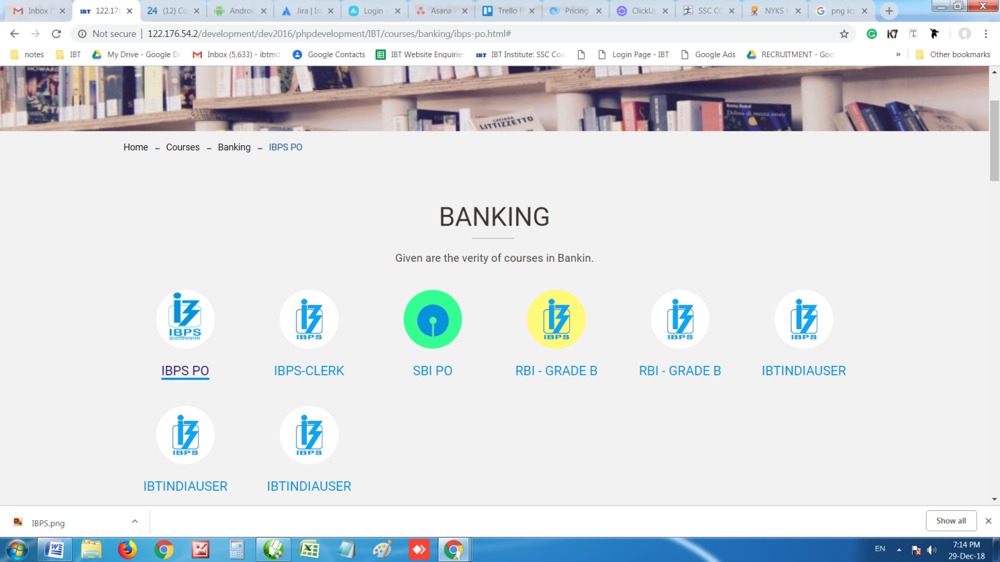 Inbox (
122.176
(12) Co
Androi
Jira | Is
Login -
Asana
Trello P
Pricing
ClickUp
SSC CG
NYKS R
png ico
Not secure | 122.176.54.2/development/dev2016/phpdevelopment/IBT/courses/banking/ibps-po.html#
notes
IBT
My Drive - Google Dr
Inbox (5,633) - ibtmd
Google Contacts
IBT Website Enquiries
IBT Institute: SSC Coa
Login Page - IBT
Google Ads
RECRUITMENT - Goo
»
Other bookmarks
LITTIZZETTO
Home – Courses – Banking – IBPS PO
BANKING
Given are the verity of courses in Bankin.
IBPS
प्रज्ञाविभावनम्
IBPS
IBPS
IBPS
IBPS
IBPS PO
IBPS-CLERK
SBI PO
RBI - GRADE B
RBI - GRADE B
IBTINDIAUSER
IBPS
IBPS
IBTINDIAUSER
IBTINDIAUSER
IBPS.png
Show all
EN
7:14 PM
29-Dec-18